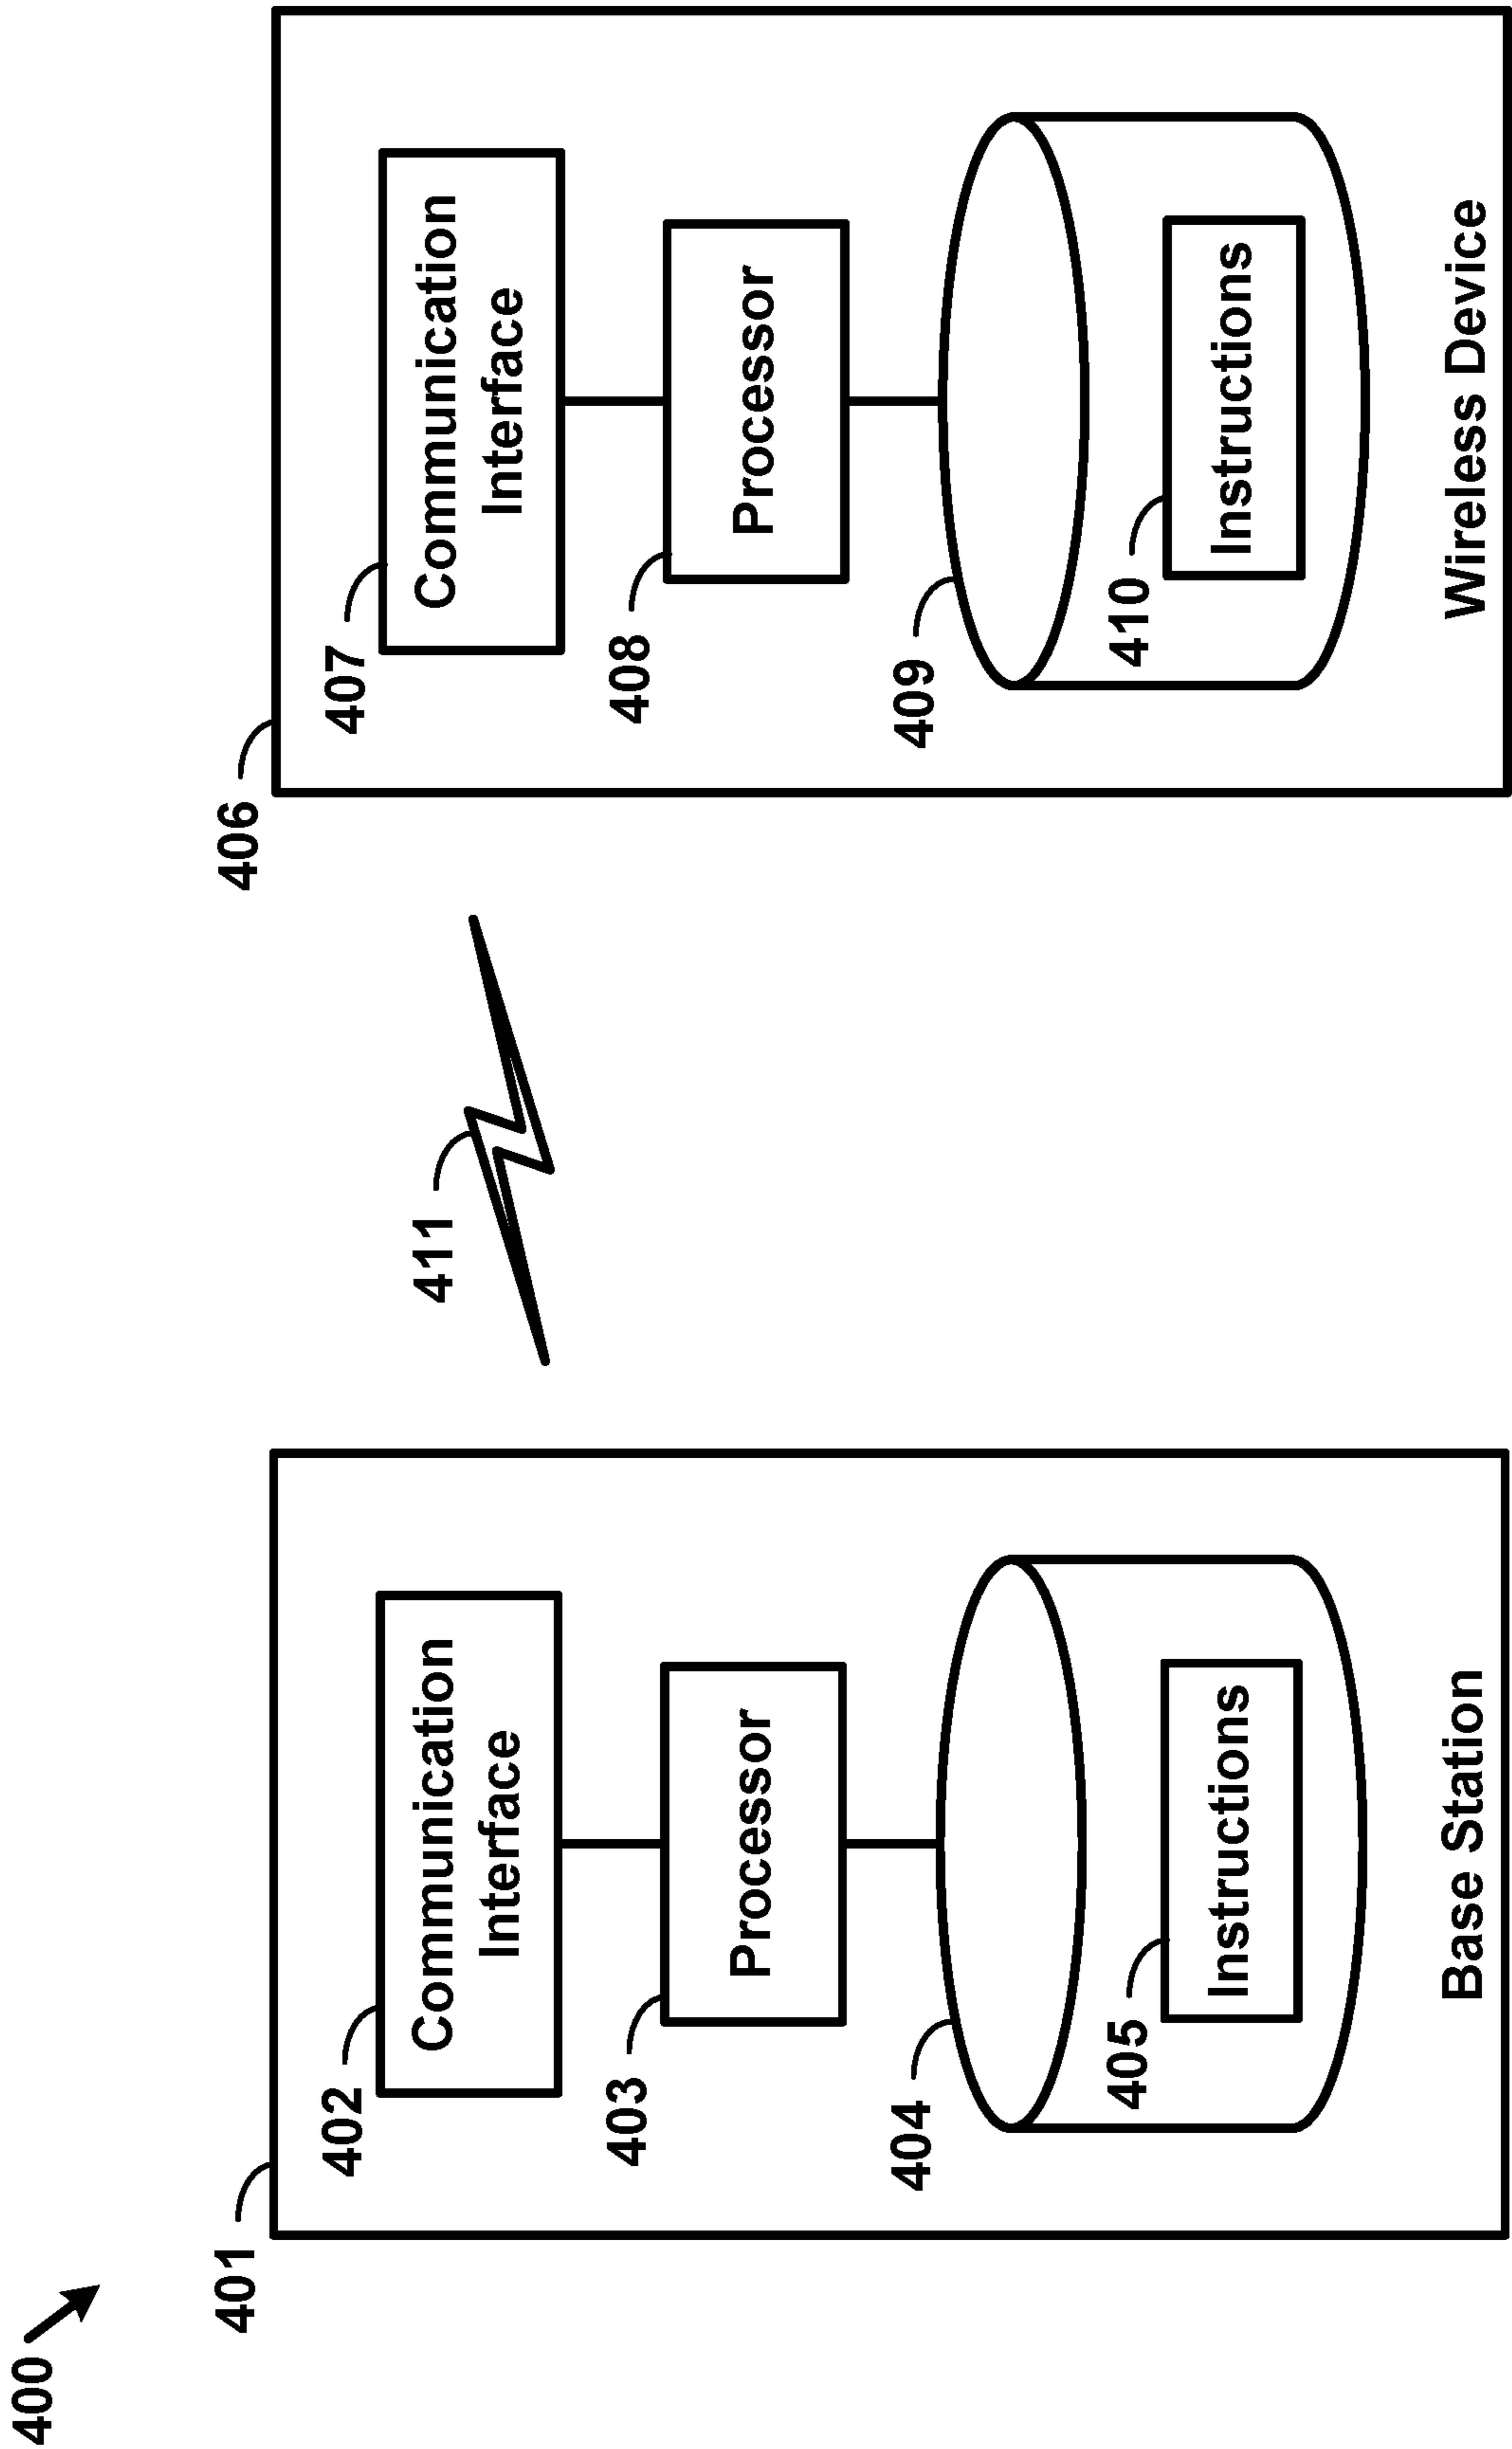 400
401
402
Communication
Interface
403
Processor
404
405
Instructions
Base Station
411
406
407
Communication
Interface
408
Processor
409
410
Instructions
Wireless Device